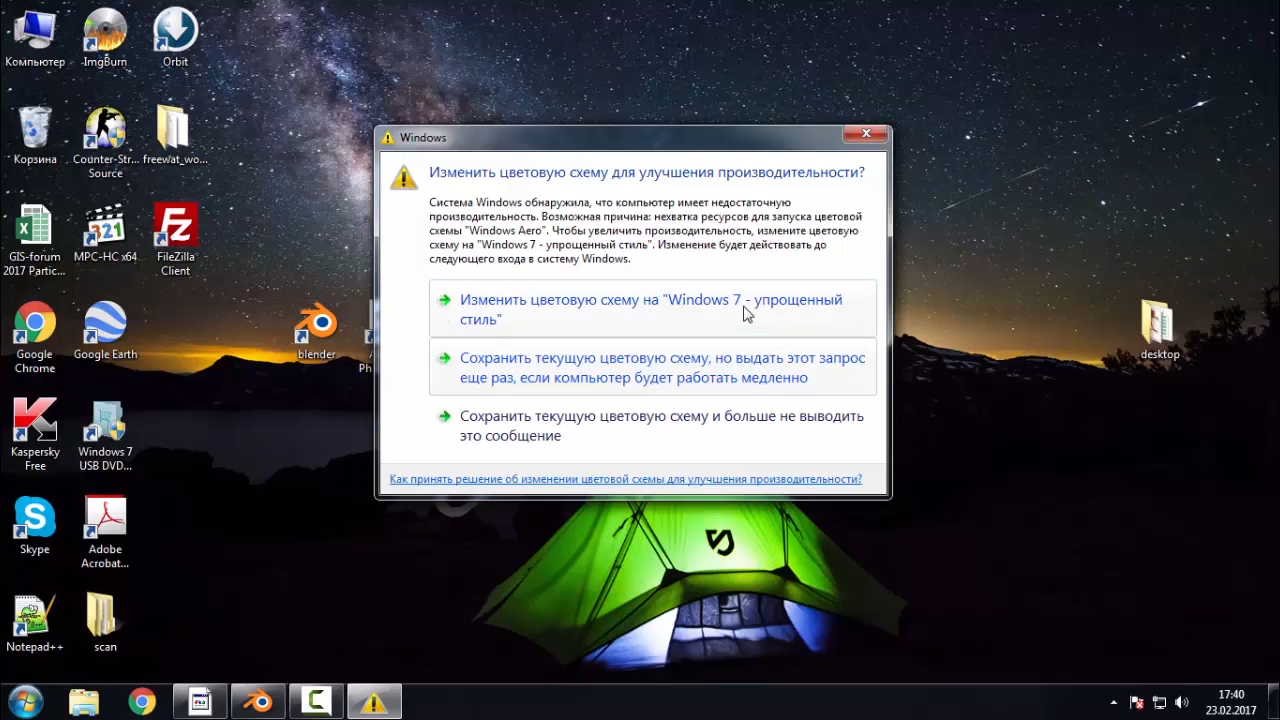 Компьютер
ImgBurn
Orbit
Корзина
Counter-Str...
Source
freewat_wo...
GIS-forum
2017 Partic...
MPC-HC x64
FileZilla
Client
Google
Chrome
Google Earth
blender
Kaspersky
Free
Windows 7
USB DVD...
Skype
Adobe
Acrobat...
Notepad++
scan
Windows
Изменить цветовую схему для улучшения производительности?
Система Windows обнаружила, что компьютер имеет недостаточную
производительность. Возможная причина: нехватка ресурсов для запуска цветовой
схемы "Windows Aero". Чтобы увеличить производительность, измените цветовую
схему на "Windows 7 - упрощенный стиль". Изменение будет действовать до
следующего входа в систему Windows.
Изменить цветовую схему на "Windows 7 - упрощенный
стиль"
Сохранить текущую цветовую схему, но выдать этот запрос
еще раз, если компьютер будет работать медленно
Сохранить текущую цветовую схему и больше не выводить
это сообщение
Как принять решение об изменении цветовой схемы для улучшения производительности?
desktop
17:40
23.02.2017